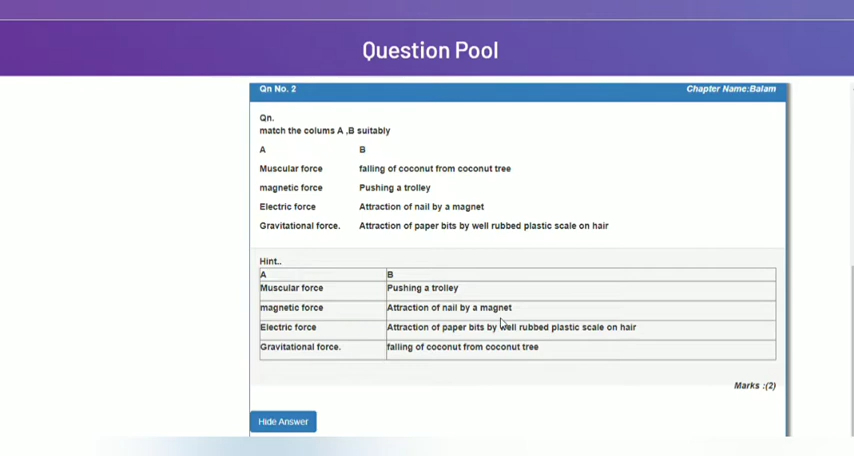 Question Pool
Qn No. 2 Chapter Name:Balam
Qn.
match the colums A ,B suitably
A B
Muscular force falling of coconut from coconut tree
magnetic force Pushing a trolley
Electric force Attraction of nail by a magnet
Gravitational force. Attraction of paper bits by well rubbed plastic scale on hair
Hint..
A B
Muscular force Pushing a trolley
magnetic force Attraction of nail by a magnet
Electric force Attraction of paper bits by well rubbed plastic scale on hair
Gravitational force. falling of coconut from coconut tree
Marks :(2)
Hide Answer